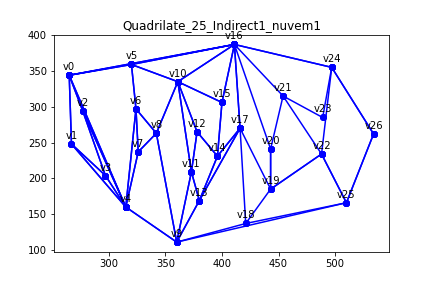 Quadrilate_25_Indirect1_nuvem1
400
350
300
250
200
150
100
300
350
400
450
500
v16
v5
v24
v0
v10
v21
v15
v2
v6
v23
v12
v17
v8
v26
v1
v7
v14
v20
v22
v11
v3
v19
v13
v4
v25
v18
v9